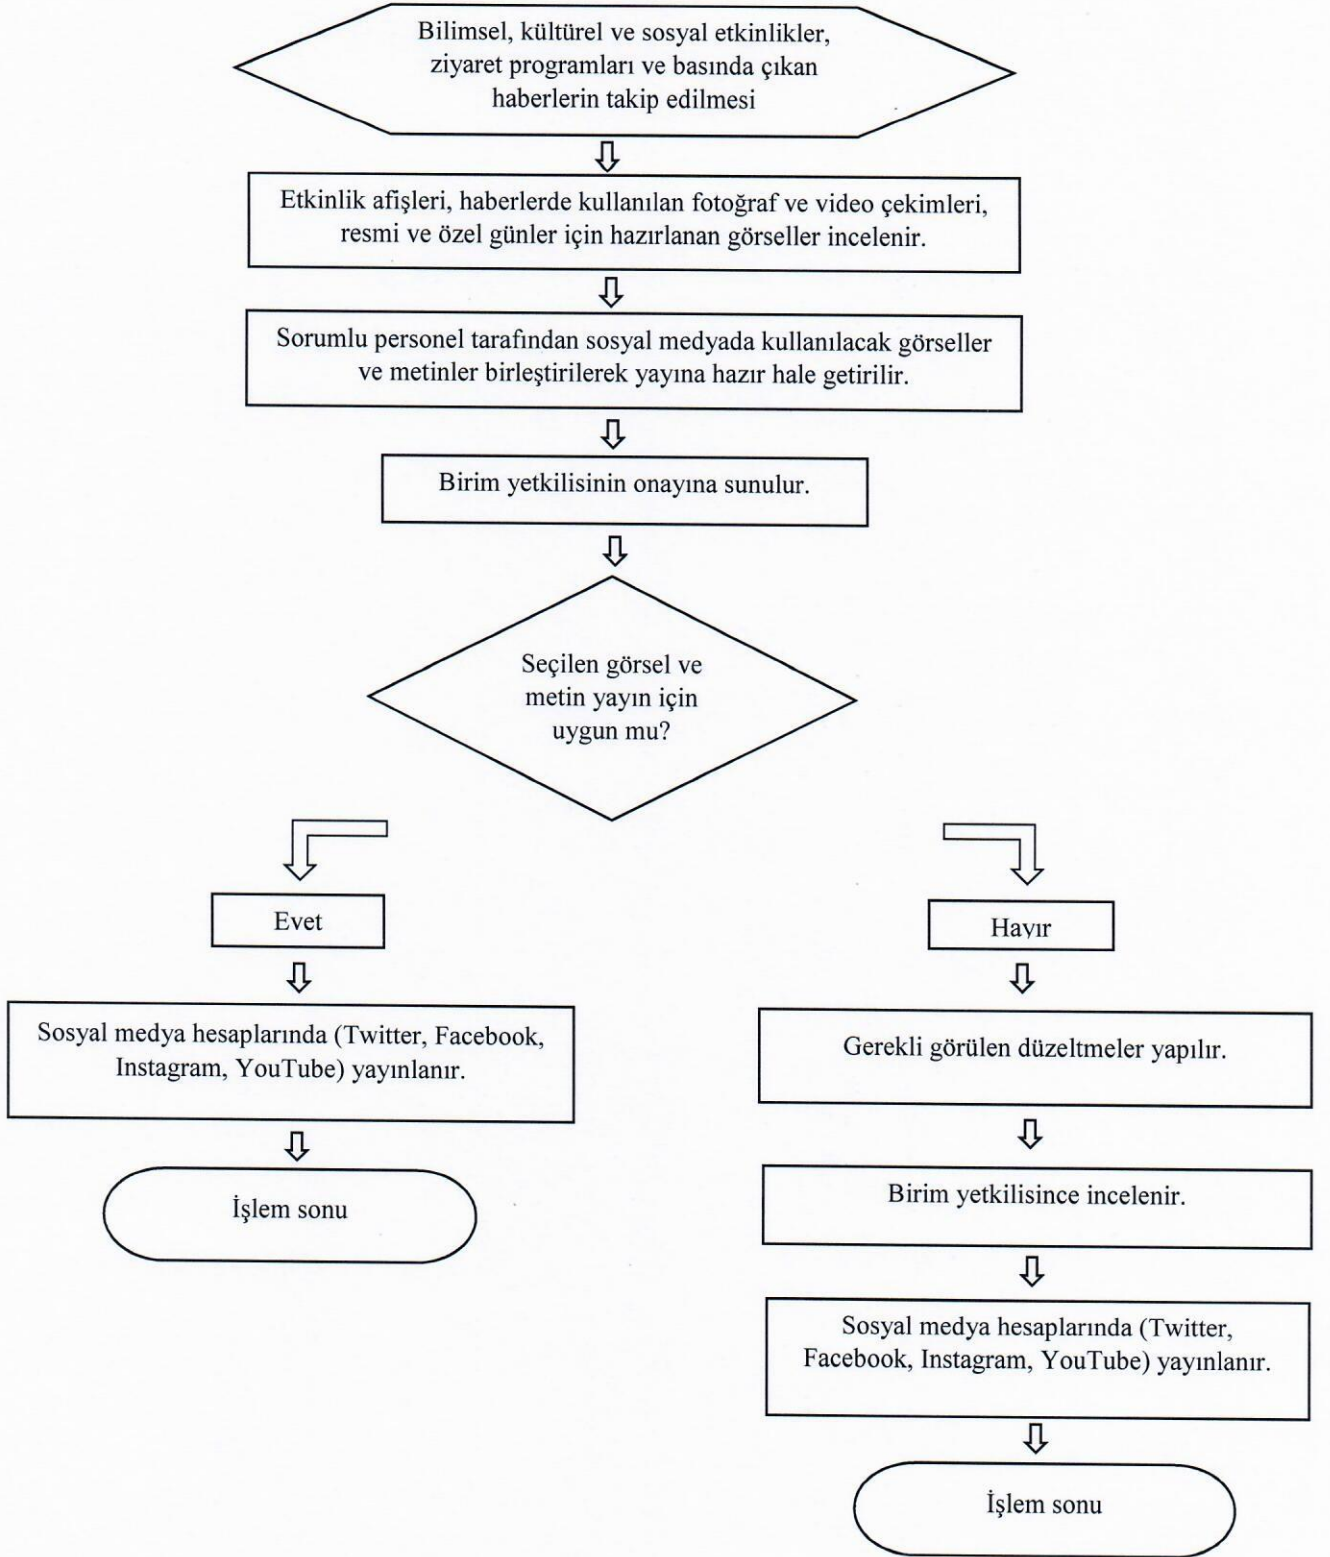 Bilimsel, kültürel ve sosyal etkinlikler,
ziyaret programları ve basında çıkan
haberlerin takip edilmesi
Etkinlik afişleri, haberlerde kullanılan fotoğraf ve video çekimleri,
resmi ve özel günler için hazırlanan görseller incelenir.
Sorumlu personel tarafından sosyal medyada kullanılacak görseller
ve metinler birleştirilerek yayına hazır hale getirilir.
Birim yetkilisinin onayına sunulur.
Seçilen görsel ve
metin yayın için
uygun mu?
Evet
Sosyal medya hesaplarında (Twitter, Facebook,
Instagram, YouTube) yayınlanır.
İşlem sonu
Hayır
Gerekli görülen düzeltmeler yapılır.
Birim yetkilisince incelenir.
Sosyal medya hesaplarında (Twitter,
Facebook, Instagram, YouTube) yayınlanır.
İşlem sonu